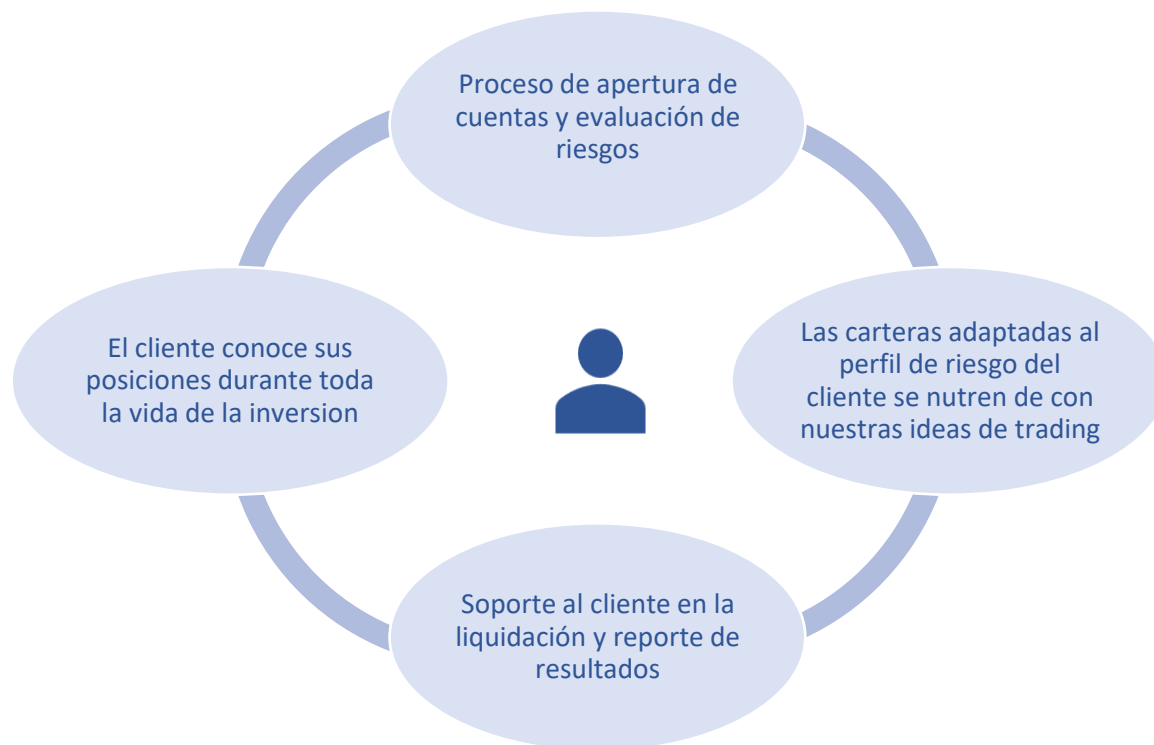 Proceso de apertura de
cuentas y evaluación de
riesgos
Las carteras adaptadas al
perfil de riesgo del
cliente se nutren de con
nuestras ideas de trading
Soporte al cliente en la
liquidación y reporte de
resultados
El cliente conoce sus
posiciones durante toda
la vida de la inversion